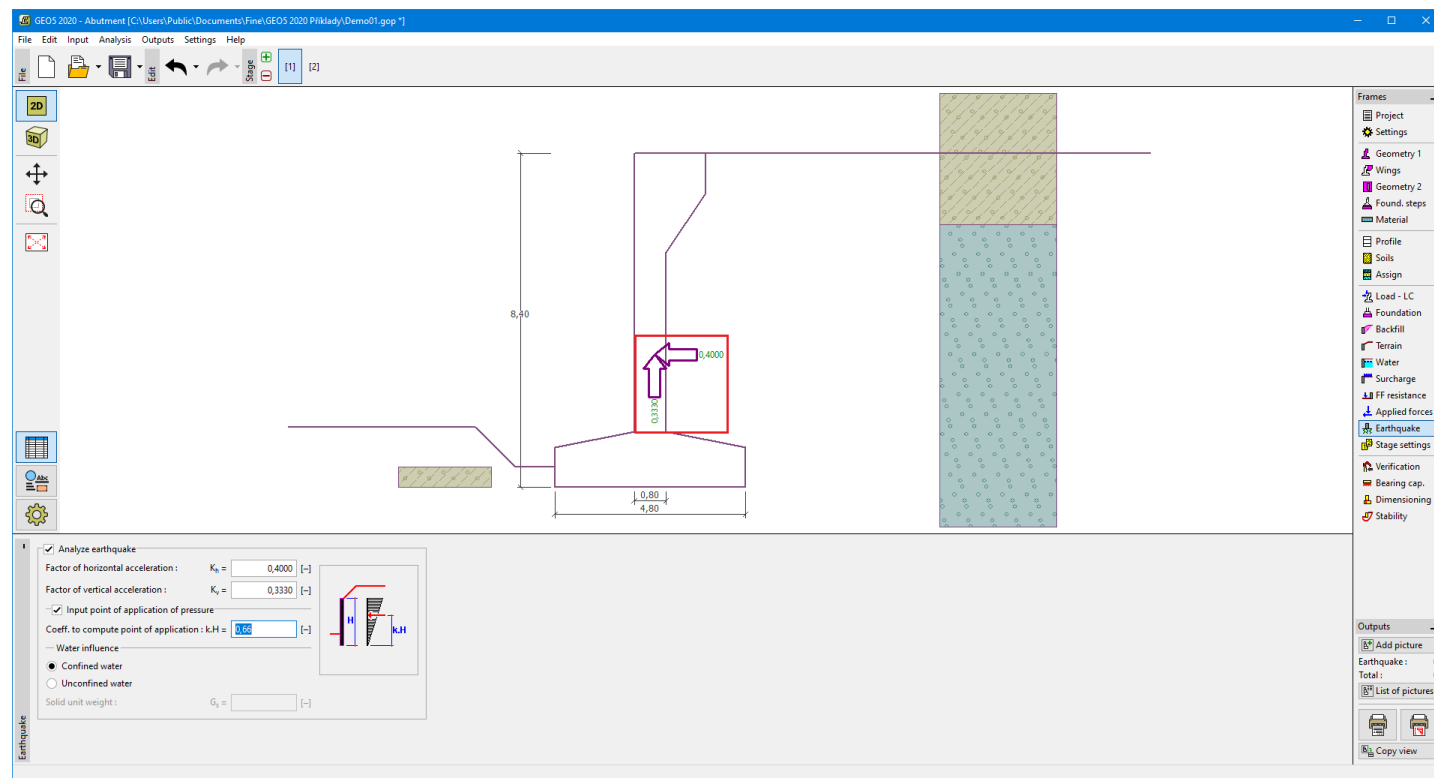 GEO5 2020 - Abutment [C:\Users\Public\Documents\Fine\GEO5 2020 Příklady\Demo01.gop *]
File Edit Input Analysis Outputs Settings Help
File
Edit
Stage
[1] [2]
2D
3D
Abc
8,40
0,4000
0,3330
0,80
4,80
Frames
Project
Settings
Geometry 1
Wings
Geometry 2
Found. steps
Material
Profile
Soils
Assign
Load - LC
Foundation
Backfill
Terrain
Water
Surcharge
FF resistance
Applied forces
Earthquake
Stage settings
Verification
Bearing cap.
Dimensioning
Stability
Earthquake
Analyze earthquake
Factor of horizontal acceleration : Kh = 0,4000 [–]
Factor of vertical acceleration : Kv = 0,3330 [–]
Input point of application of pressure
Coeff. to compute point of application : k.H = 0,66 [–]
Water influence
Confined water
Unconfined water
Solid unit weight : Gs = [–]
H
k.H
Outputs
Add picture
Earthquake :
Total :
List of pictures
Copy view